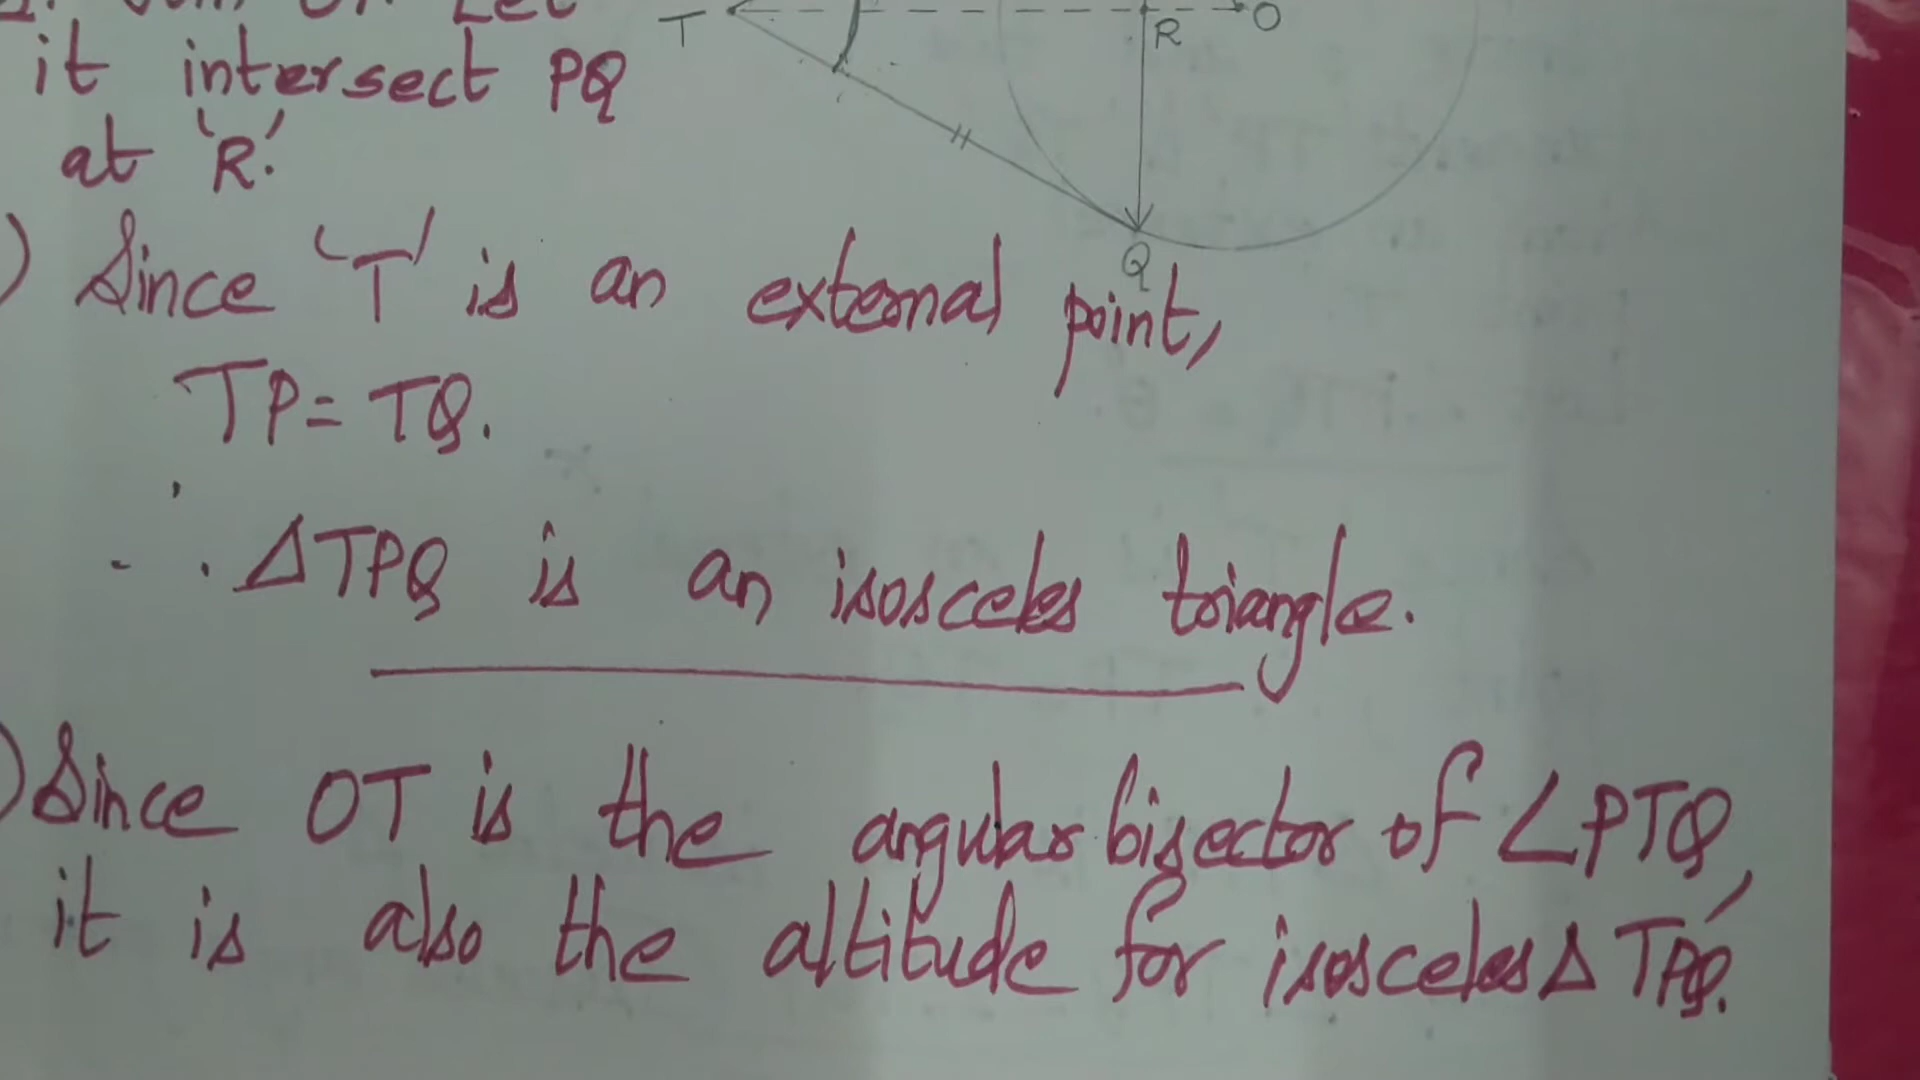 it intersect PQ
at 'R'.
T
R
O
Q
) Since 'T' is an external point,
TP = TQ.
∴ ΔTPQ is an isosceles triangle.
) Since OT is the angular bisector of ∠PTQ,
it is also the altitude for isosceles Δ TPQ.